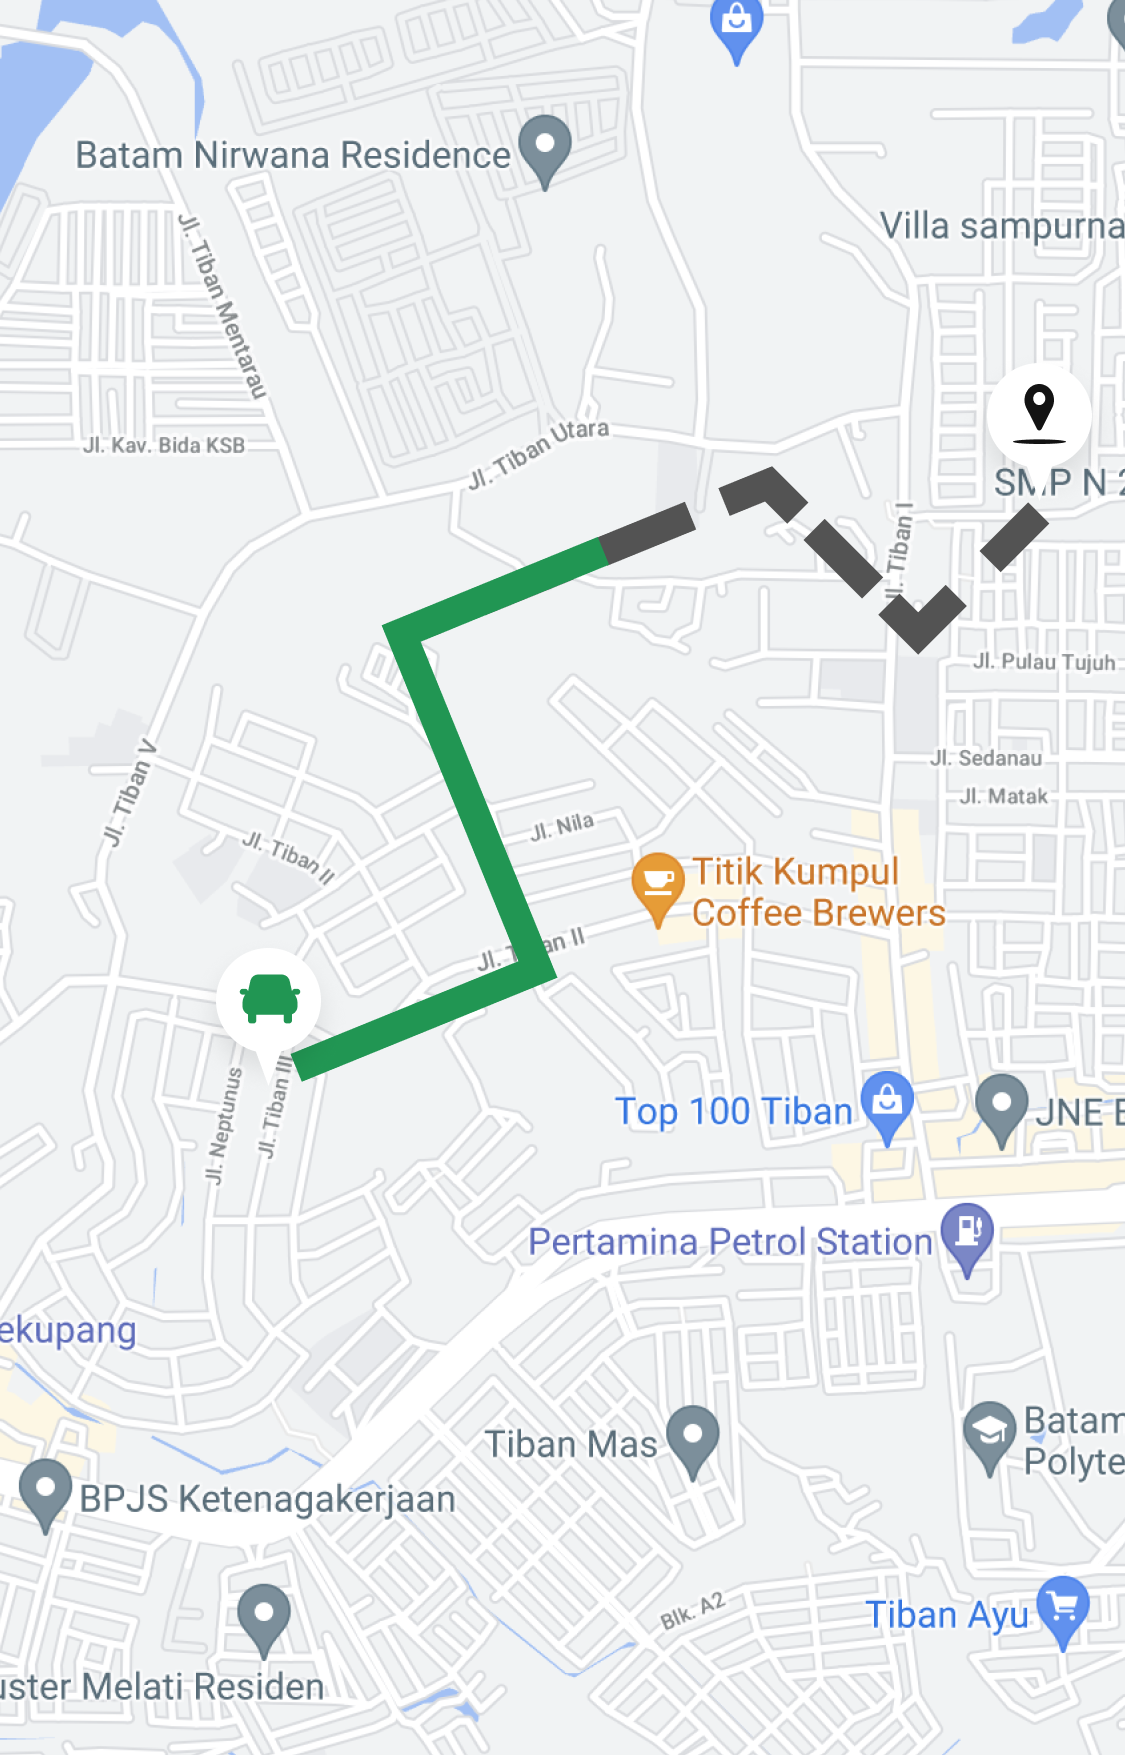 Batam Nirwana Residence
Villa sampurna
Jl. Tiban Mentarau
Jl. Kav. Bida KSB
Jl. Tiban Utara
SMP N 2
Jl. Tiban I
Jl. Pulau Tujuh
Jl. Tiban V
Jl. Sedanau
Jl. Matak
Jl. Nila
Jl. Tiban II
Titik Kumpul
Coffee Brewers
Jl. T an II
Jl. Neptunus
Jl. Tiban III
Top 100 Tiban
JNE E
Pertamina Petrol Station
ekupang
Tiban Mas
Batam
Polyte
BPJS Ketenagakerjaan
Blk. A2
Tiban Ayu
uster Melati Residen